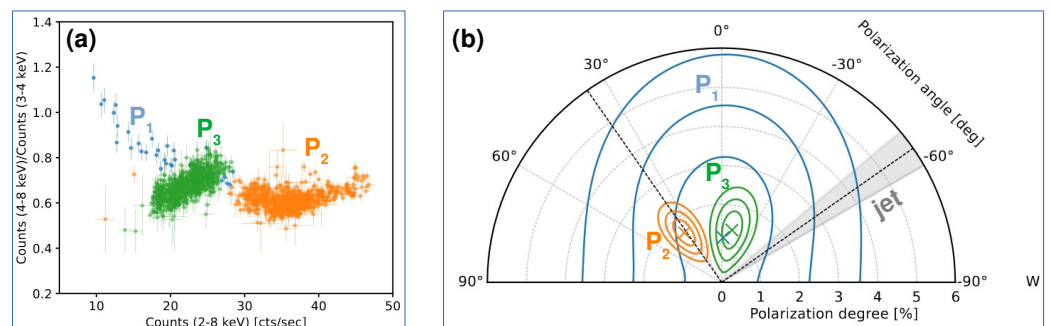 (a)
1.4
1.2
1.0
0.8
0.6
0.4
0.2
Counts (4-8 keV)/Counts (3-4 keV)
P1
P3
P2
10 20 30 40 50
Counts (2-8 keV) [cts/sec]
(b)
0°
30° -30°
60° -60°
90° -90°
Polarization angle [deg]
P1
P3
P2
jet
W
0 1 2 3 4 5 6
Polarization degree [%]